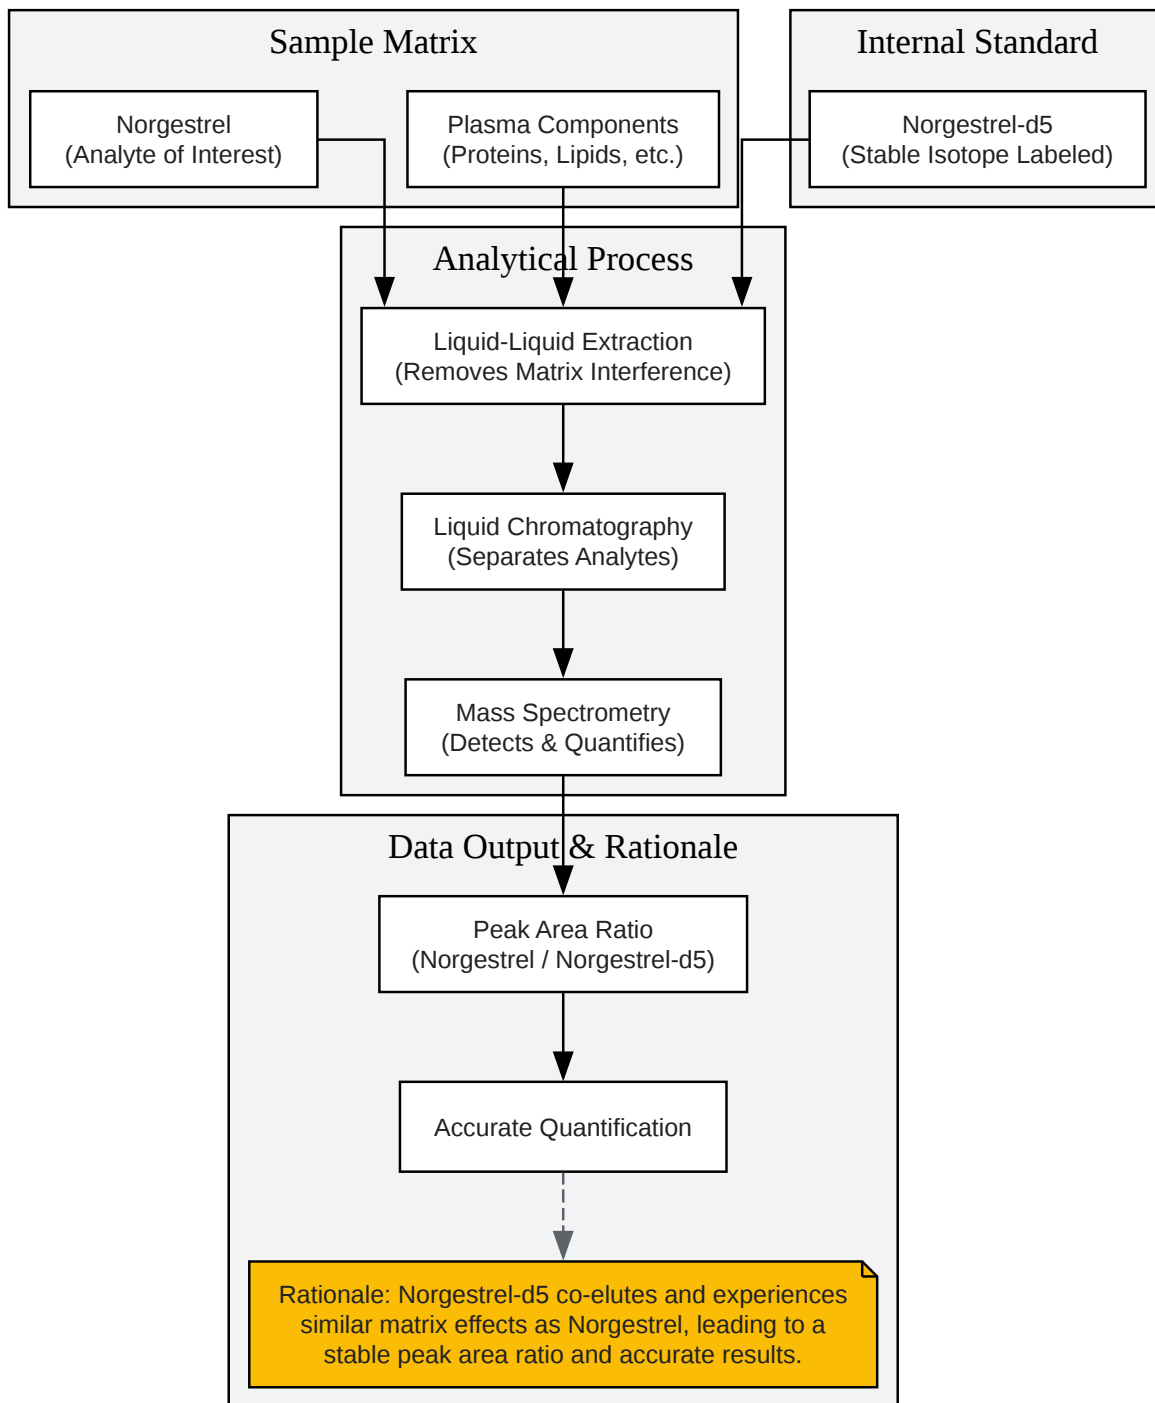 Sample Matrix
Internal Standard
Norgestrel
(Analyte of Interest)
Plasma Components
(Proteins, Lipids, etc.)
Norgestrel-d5
(Stable Isotope Labeled)
Analytical Process
Liquid-Liquid Extraction
(Removes Matrix Interference)
Liquid Chromatography
(Separates Analytes)
Mass Spectrometry
(Detects & Quantifies)
Data Output & Rationale
Peak Area Ratio
(Norgestrel / Norgestrel-d5)
Accurate Quantification
Rationale: Norgestrel-d5 co-elutes and experiences
similar matrix effects as Norgestrel, leading to a
stable peak area ratio and accurate results.